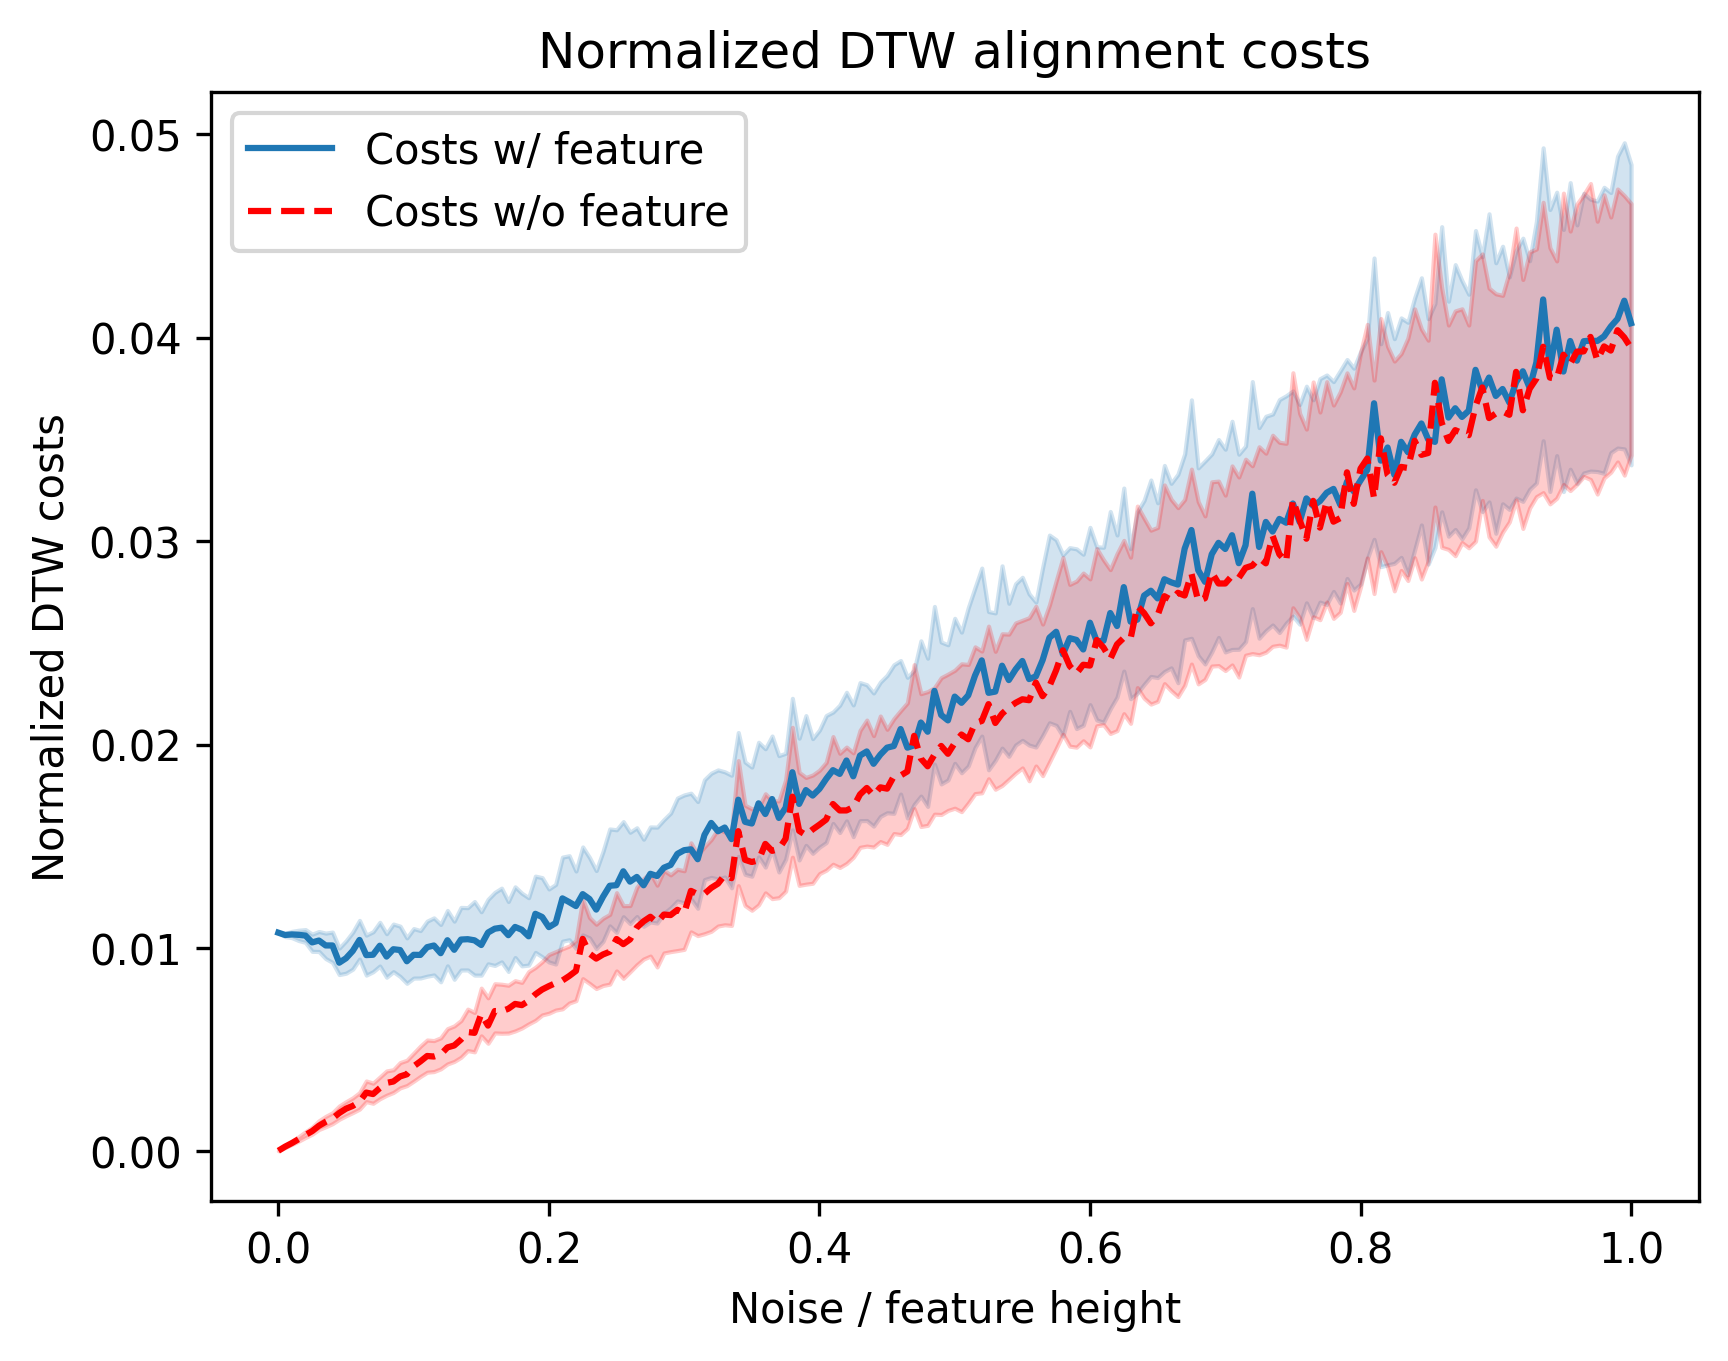 Normalized DTW alignment costs
Costs w/ feature
Costs w/o feature
Normalized DTW costs
0.05
0.04
0.03
0.02
0.01
0.00
0.0 0.2 0.4 0.6 0.8 1.0
Noise / feature height